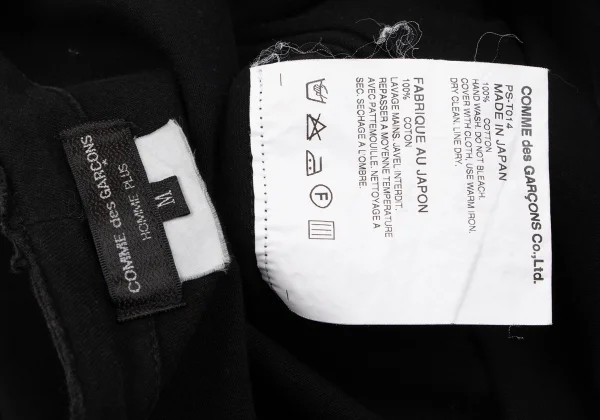 COMME des GARÇONS
HOMME PLUS
M
COMME des GARÇONS Co.,Ltd.
PS-T014
MADE IN JAPAN
100% COTTON
HAND WASH. DO NOT BLEACH.
COVER WITH CLOTH, USE WARM IRON.
DRY CLEAN. LINE DRY.
FABRIQUE AU JAPON
100% COTON
LAVAGE MAINS. JAVEL INTERDIT.
REPASSER A MOYENNE TEMPERATURE
AVEC PATTEMOUILLE. NETTOYAGE A
SEC. SECHAGE A L'OMBRE.
F